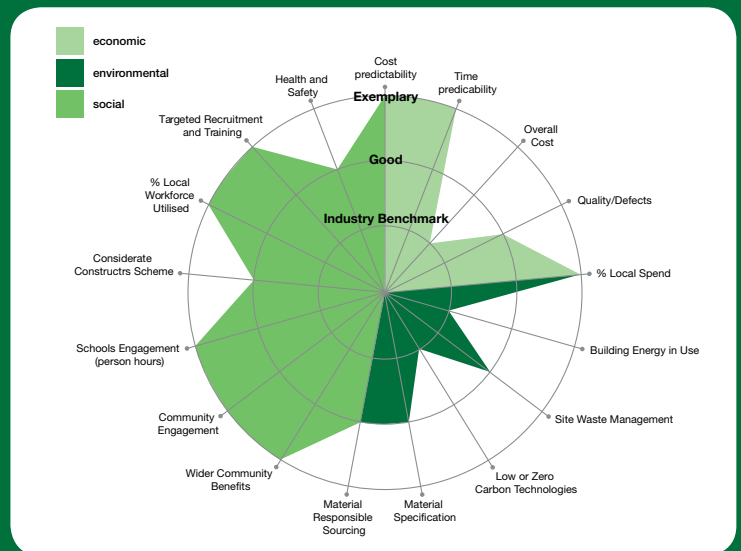 economic
environmental
social
Cost
predictability
Time
predicability
Overall
Cost
Quality/Defects
% Local Spend
Building Energy in Use
Site Waste Management
Low or Zero
Carbon Technologies
Material
Specification
Material
Responsible
Sourcing
Wider Community
Benefits
Community
Engagement
Schools Engagement
(person hours)
Considerate
Constructrs Scheme
% Local
Workforce
Utilised
Targeted Recruitment
and Training
Health and
Safety
Exemplary
Good
Industry Benchmark